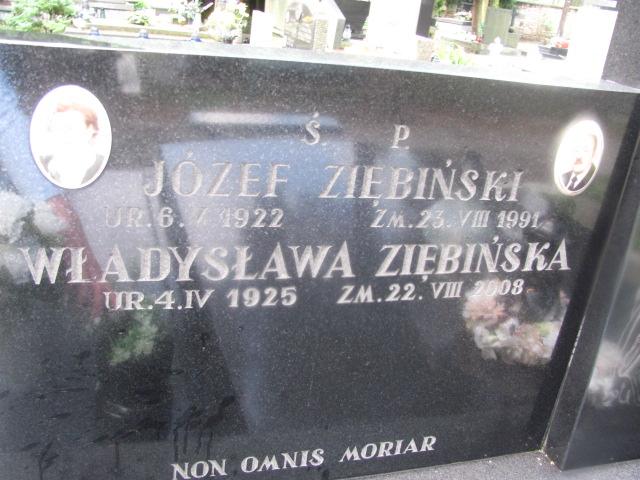 Ś. P.
JÓZEF ZIĘBIŃSKI
UR. 6. V 1922 ZM. 23. VIII 1991
WŁADYSŁAWA ZIĘBIŃSKA
UR. 4. IV 1925 ZM. 22. VIII 2008
NON OMNIS MORIAR